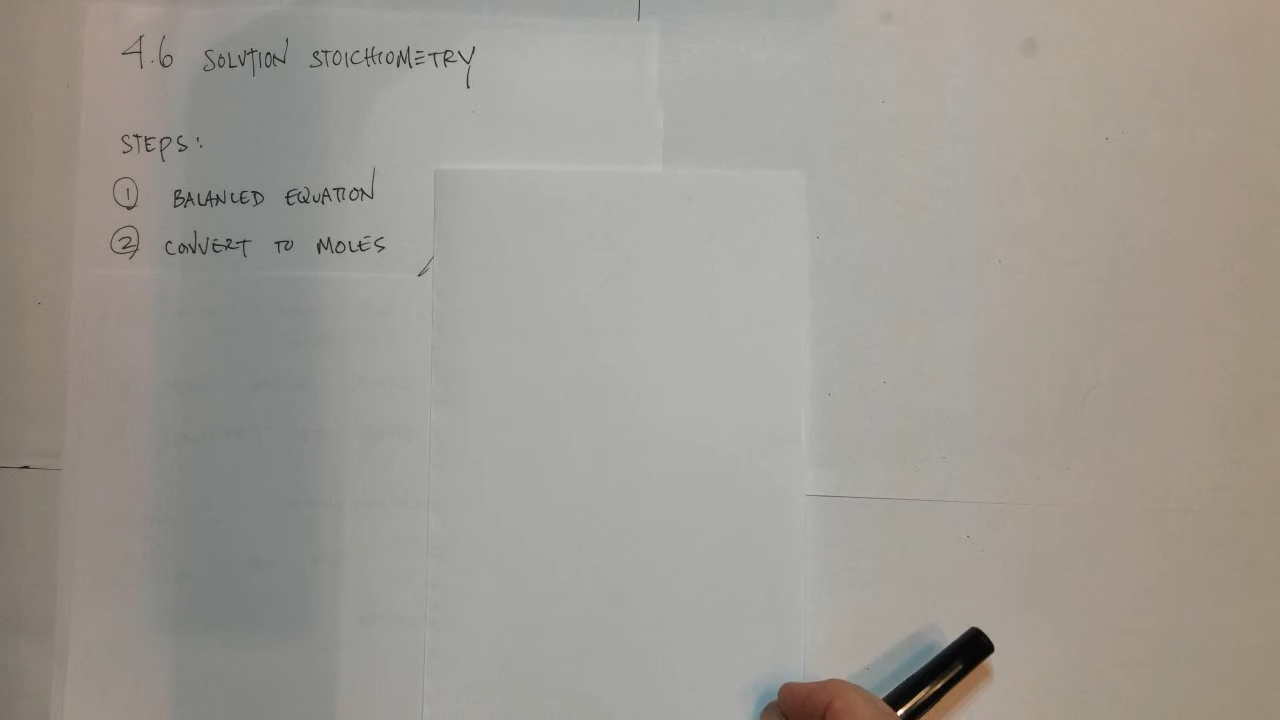 4.6 SOLUTION STOICHIOMETRY
STEPS:
① BALANCED EQUATION
② CONVERT TO MOLES